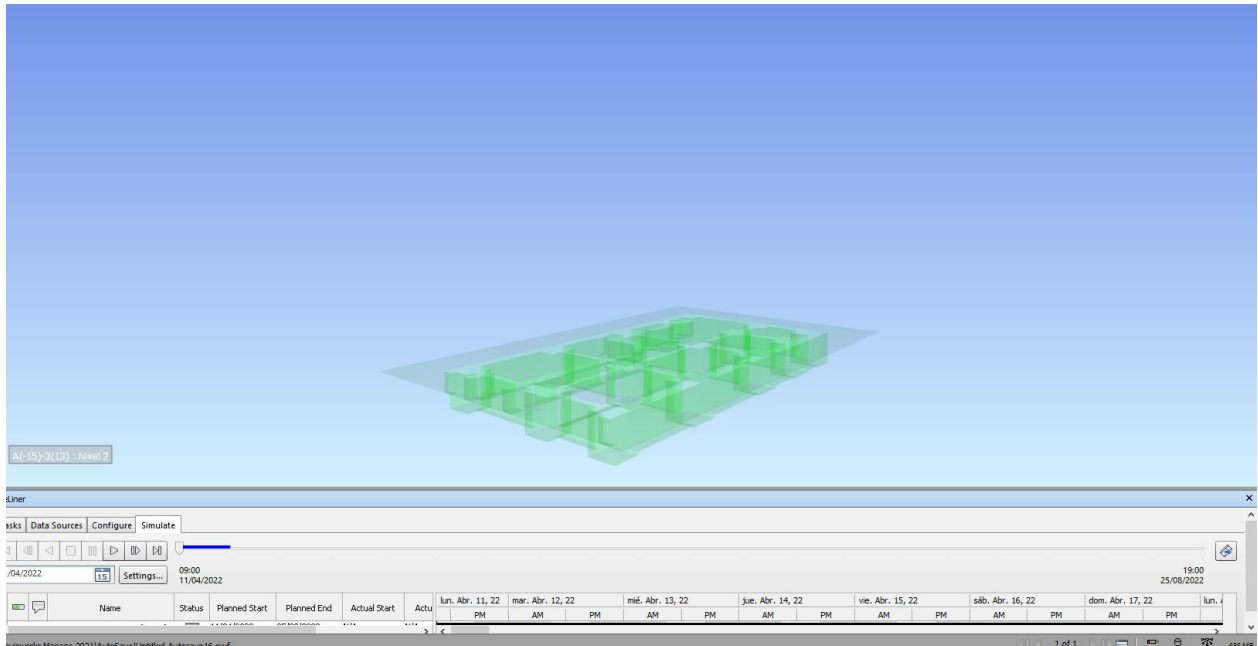 A(-15)-3(13) : Nivel 2
eLiner
asks Data Sources Configure Simulate
/04/2022 15 Settings... 09:00
11/04/2022
19:00
25/08/2022
Name Status Planned Start Planned End Actual Start Actu
lun. Abr. 11, 22 mar. Abr. 12, 22 mié. Abr. 13, 22 jue. Abr. 14, 22 vie. Abr. 15, 22 sáb. Abr. 16, 22 dom. Abr. 17, 22 lun. A
PM AM PM AM PM AM PM AM PM AM PM AM PM
1 of 1
686 MB